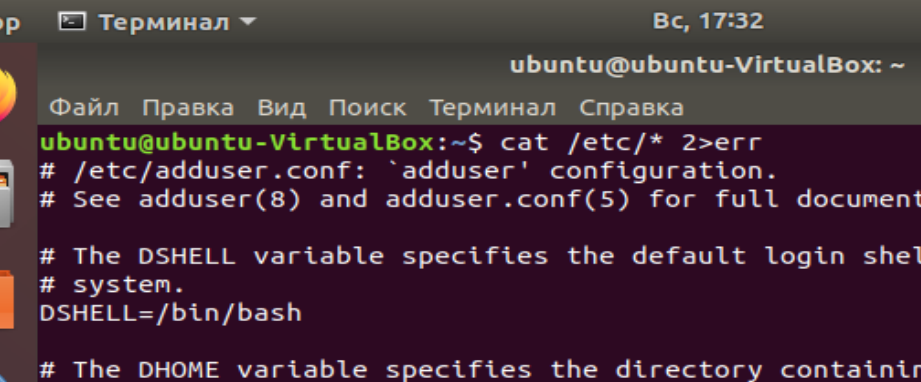 Терминал
Вс, 17:32
ubuntu@ubuntu-VirtualBox: ~
Файл Правка Вид Поиск Терминал Справка
ubuntu@ubuntu-VirtualBox:~$ cat /etc/* 2>err
# /etc/adduser.conf: `adduser' configuration.
# See adduser(8) and adduser.conf(5) for full document
# The DSHELL variable specifies the default login shel
# system.
DSHELL=/bin/bash
# The DHOME variable specifies the directory containin